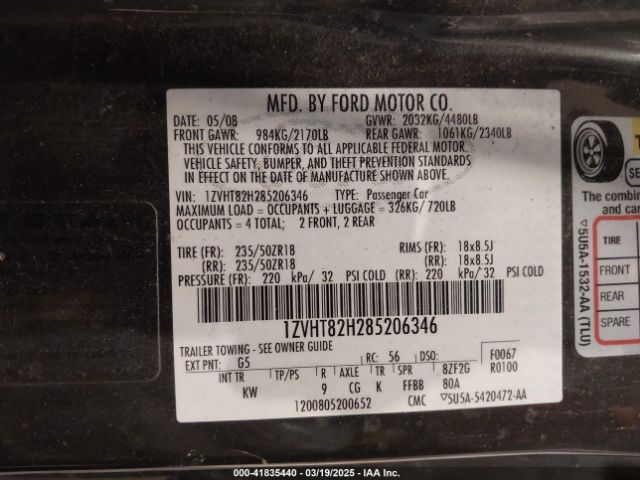 MFD. BY FORD MOTOR CO.
DATE: 05/08 GVWR: 2032KG/4480LB
FRONT GAWR: 984KG/2170LB REAR GAWR: 1061KG/2340LB
THIS VEHICLE CONFORMS TO ALL APPLICABLE FEDERAL MOTOR
VEHICLE SAFETY, BUMPER, AND THEFT PREVENTION STANDARDS
IN EFFECT ON THE DATE OF MANUFACTURE SHOWN ABOVE.
VIN: 1ZVHT82H285206346 TYPE: Passenger Car
MAXIMUM LOAD = OCCUPANTS + LUGGAGE = 326KG/720LB
OCCUPANTS = 4 TOTAL; 2 FRONT, 2 REAR
TIRE (FR): 235/50ZR18 RIMS (FR): 18x8.5J
(RR): 235/50ZR18 (RR): 18x8.5J
PRESSURE (FR): 220 kPa/ 32 PSI COLD (RR): 220 kPa/ 32 PSI COLD
1ZVHT82H285206346
TRAILER TOWING - SEE OWNER GUIDE
EXT PNT: G5 RC: 56 DSO: F0067
INT TR TP/PS R AXLE TR SPR 8ZF2G R0100
KW 9 CG K FFBB 80A
1200805200652 CMC ▽5U5A-5420472-AA
The combin
and car
TIRE
FRONT
REAR
SPARE
▽5U5A-1532-AA (TLU)
000-41835440 - 03/19/2025 - IAA Inc.